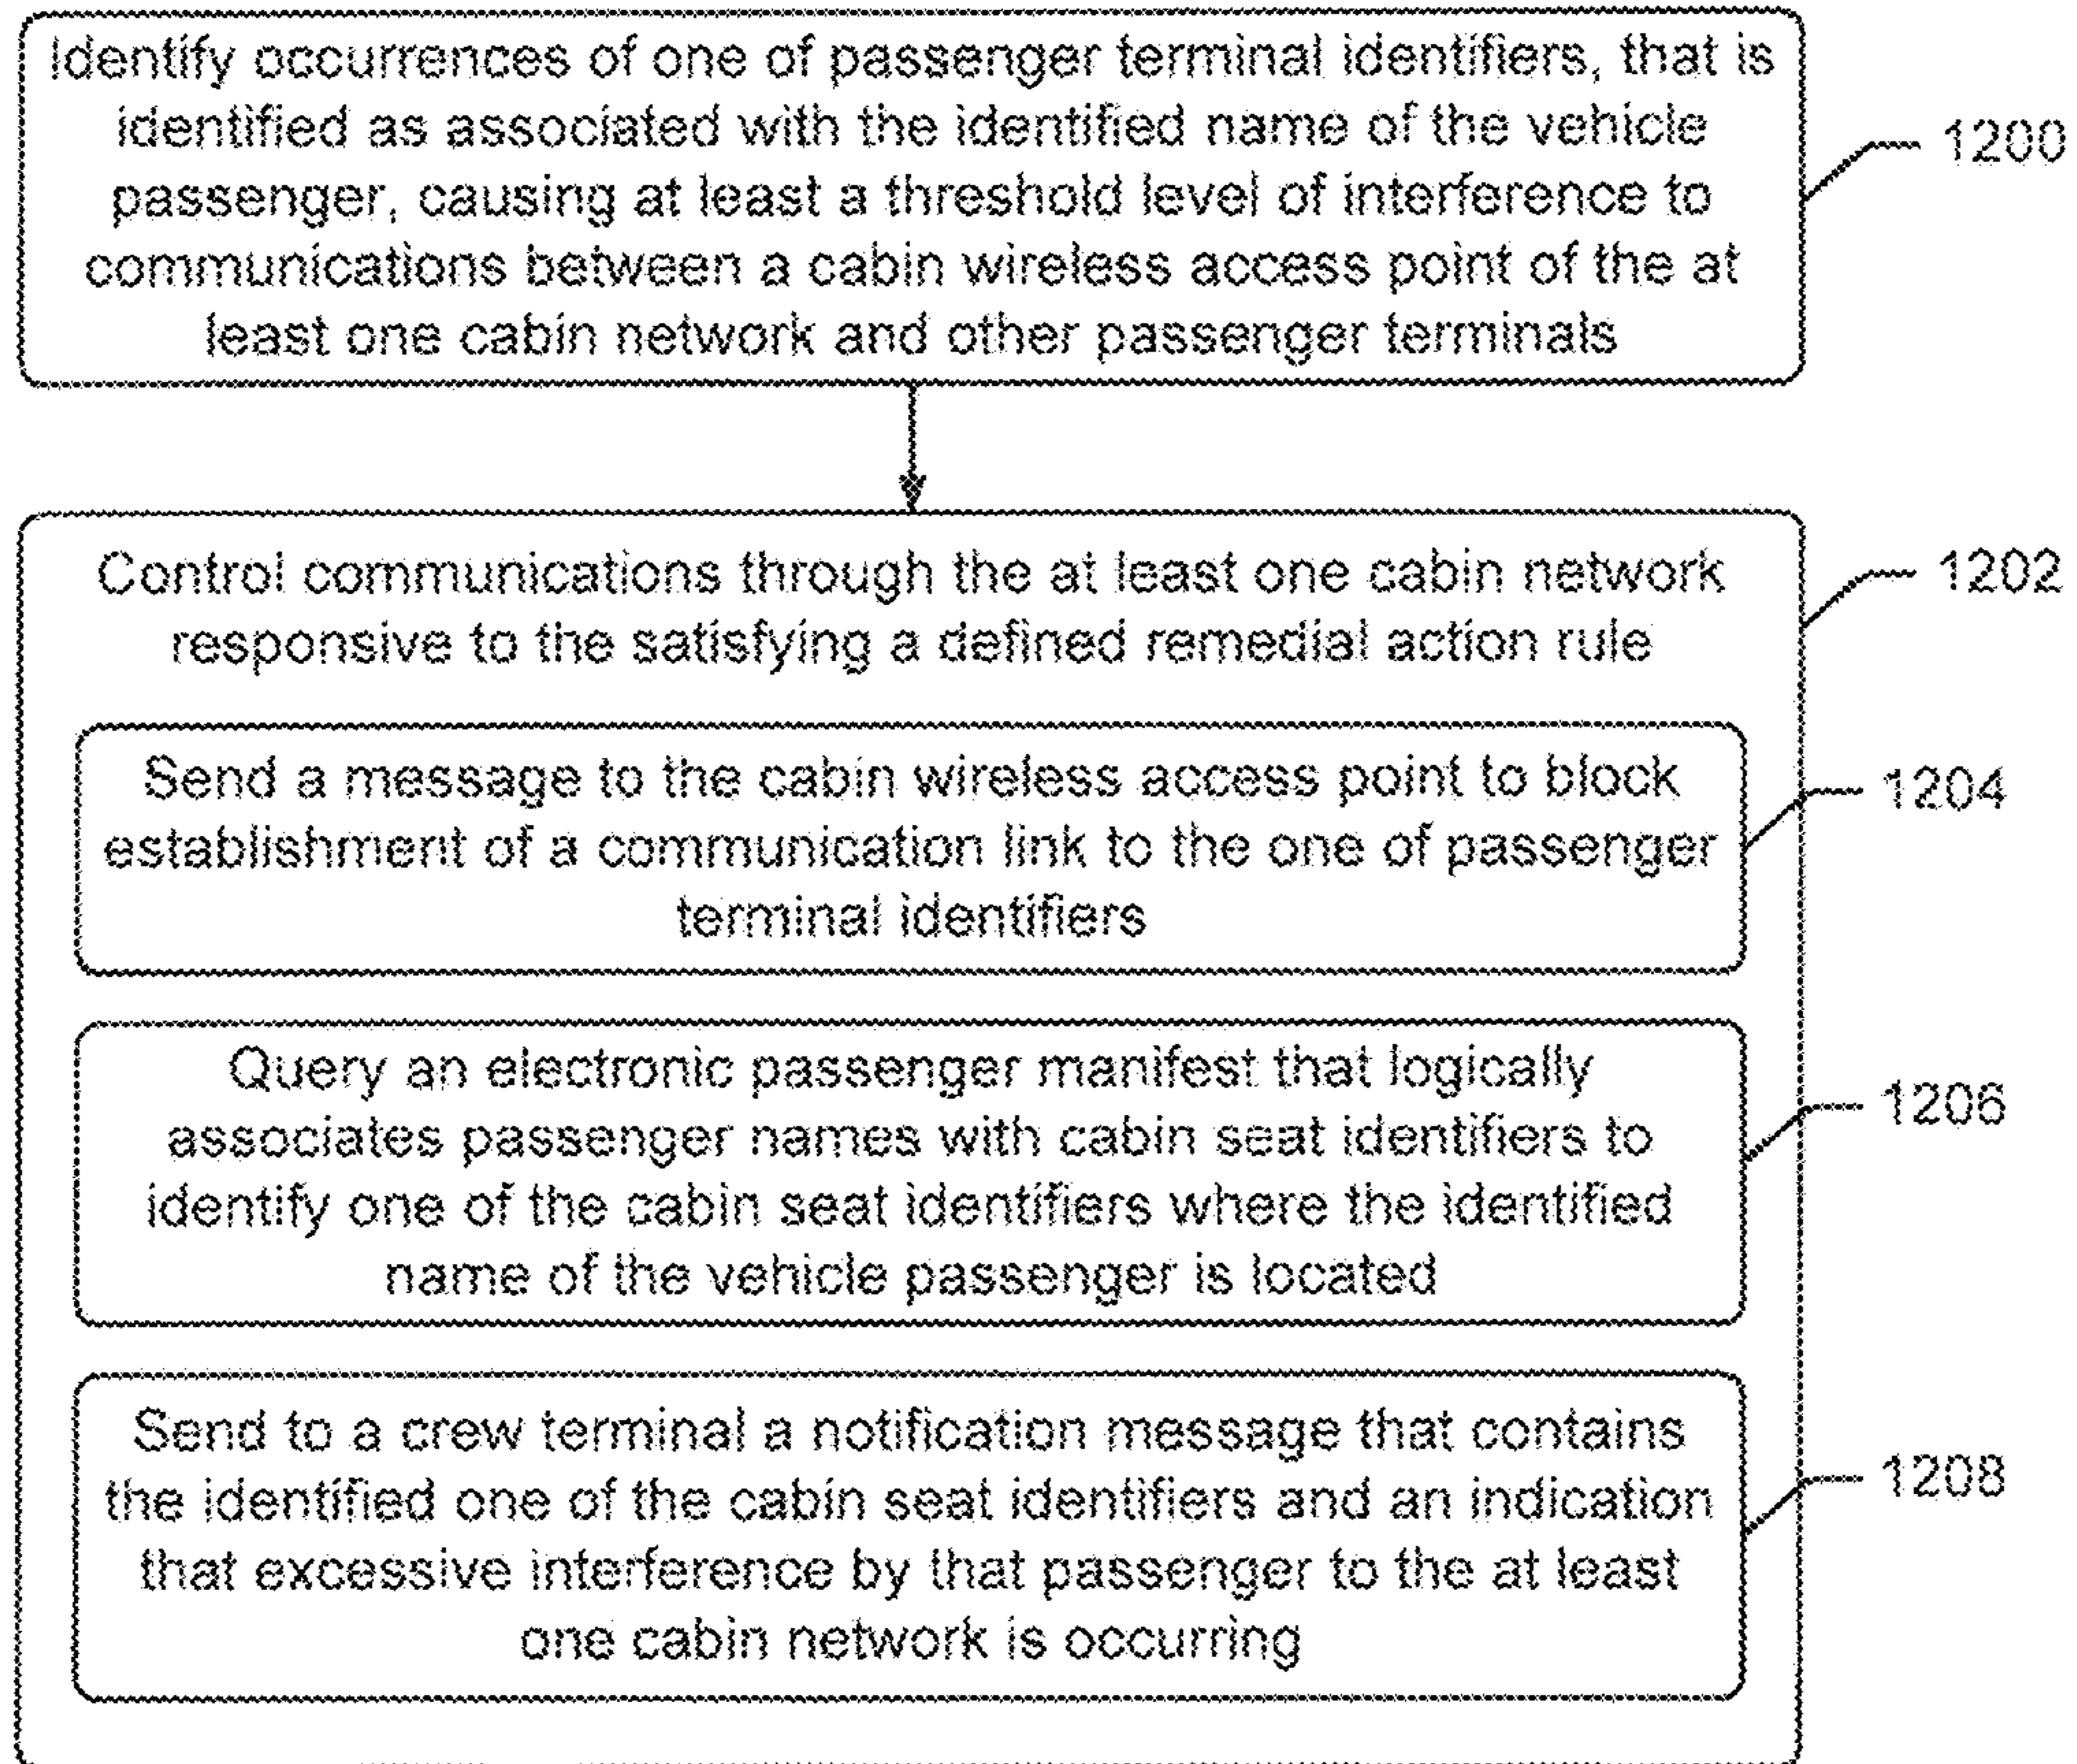 Identify occurrences of one of passenger terminal identifiers, that is
identified as associated with the identified name of the vehicle
passenger, causing at least a threshold level of interference to
communications between a cabin wireless access point of the at
least one cabin network and other passenger terminals
1200
Control communications through the at least one cabin network
responsive to the satisfying a defined remedial action rule
1202
Send a message to the cabin wireless access point to block
establishment of a communication link to the one of passenger
terminal identifiers
1204
Query an electronic passenger manifest that logically
associates passenger names with cabin seat identifiers to
identify one of the cabin seat identifiers where the identified
name of the vehicle passenger is located
1206
Send to a crew terminal a notification message that contains
the identified one of the cabin seat identifiers and an indication
that excessive interference by that passenger to the at least
one cabin network is occurring
1208